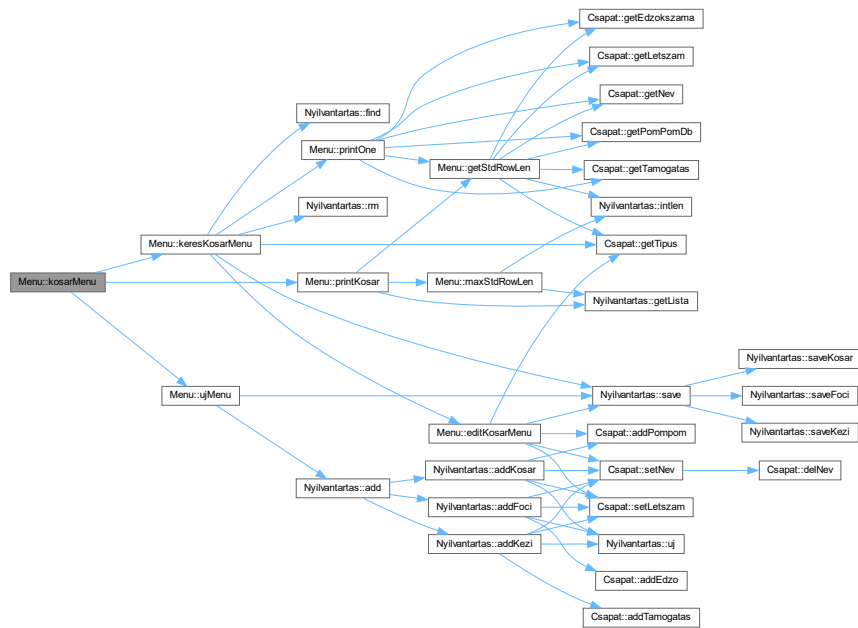 Csapat::getEdzokszama
Csapat::getLetszam
Csapat::getNev
Nyilvantartas::find
Csapat::getPomPomDb
Menu::printOne
Menu::getStdRowLen
Csapat::getTamogatas
Nyilvantartas::rm
Nyilvantartas::intlen
Menu::keresKosarMenu
Csapat::getTipus
Menu::kosarMenu
Menu::printKosar
Menu::maxStdRowLen
Nyilvantartas::getLista
Nyilvantartas::saveKosar
Menu::ujMenu
Nyilvantartas::save
Nyilvantartas::saveFoci
Menu::editKosarMenu
Csapat::addPompom
Nyilvantartas::saveKezi
Nyilvantartas::addKosar
Csapat::setNev
Csapat::delNev
Nyilvantartas::add
Nyilvantartas::addFoci
Csapat::setLetszam
Nyilvantartas::addKezi
Nyilvantartas::uj
Csapat::addEdzo
Csapat::addTamogatas